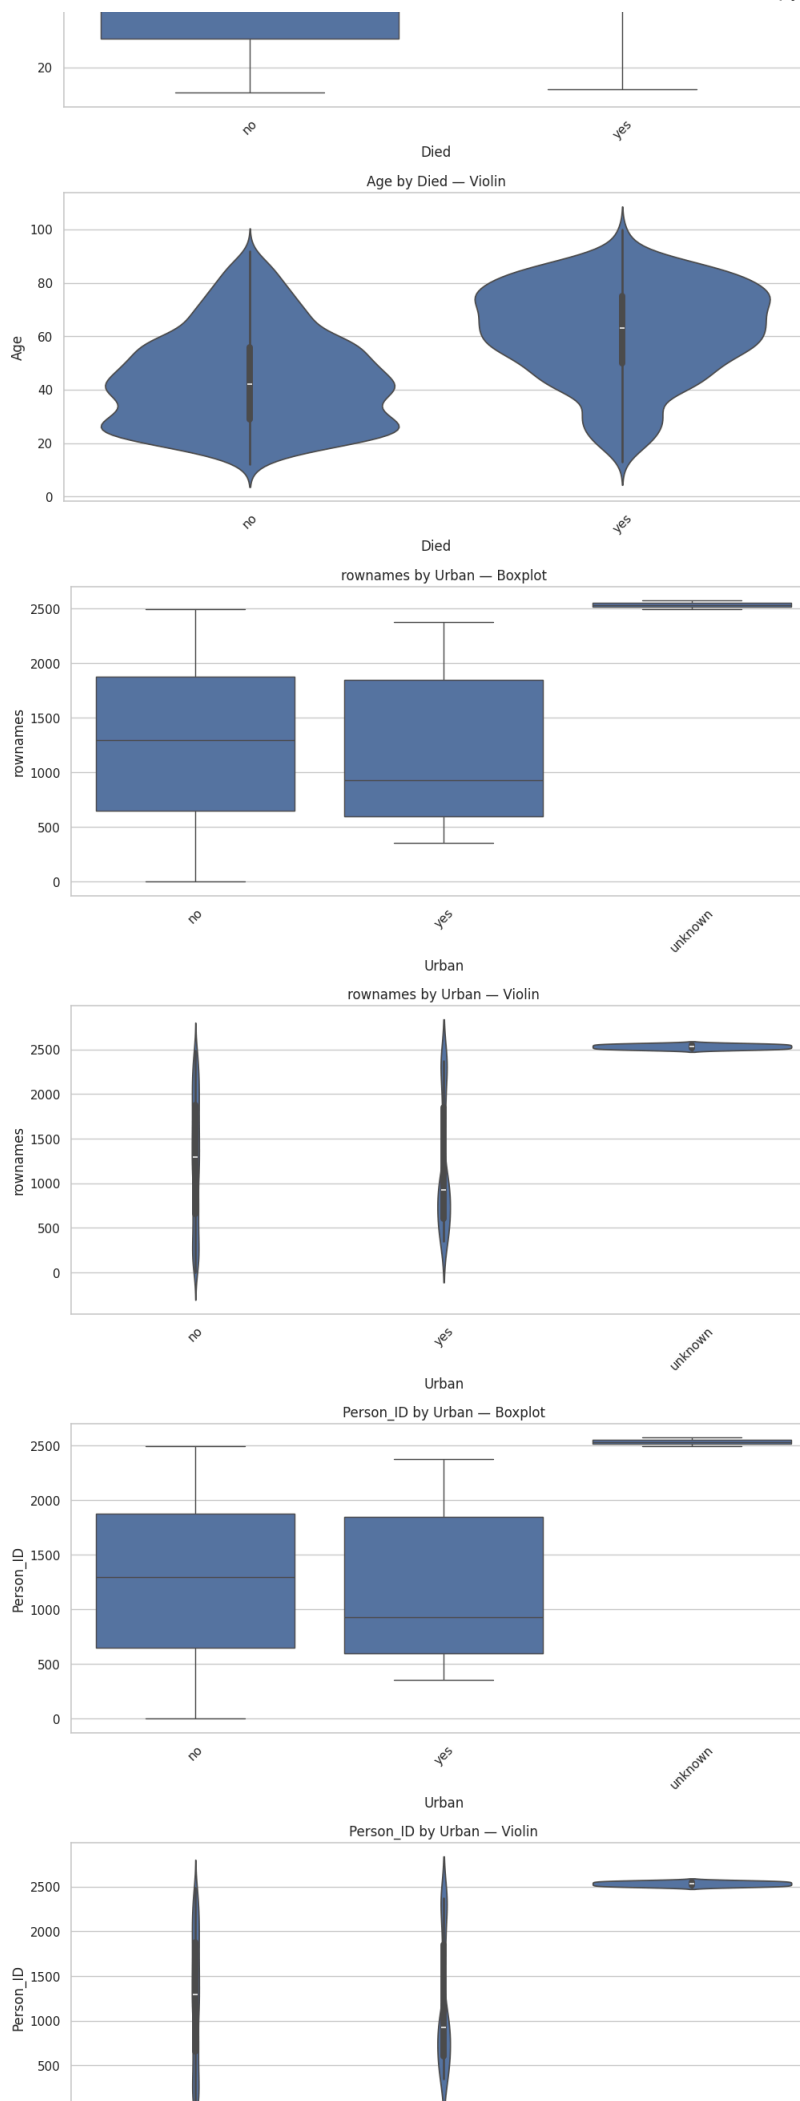 20
no yes
Died
Age by Died — Violin
100
80
60
40
20
0
Age
no yes
Died
rownames by Urban — Boxplot
2500
2000
1500
1000
500
0
rownames
no yes unknown
Urban
rownames by Urban — Violin
2500
2000
1500
1000
500
0
rownames
no yes unknown
Urban
Person_ID by Urban — Boxplot
2500
2000
1500
1000
500
0
Person_ID
no yes unknown
Urban
Person_ID by Urban — Violin
2500
2000
1500
1000
500
Person_ID